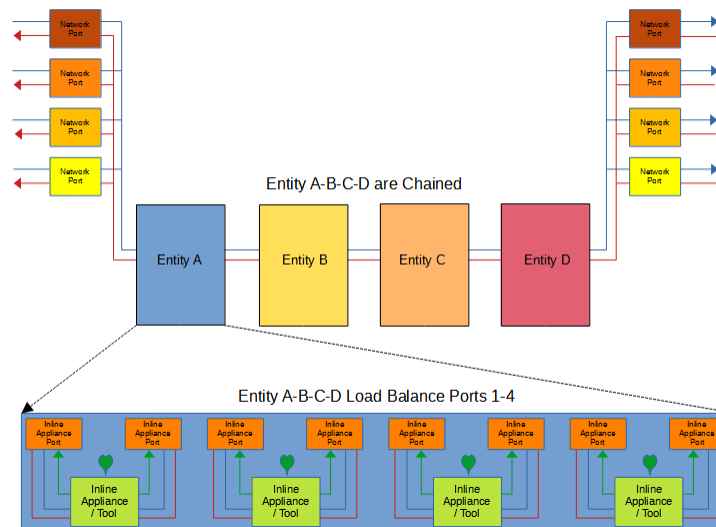 Network
Port
Network
Port
Network
Port
Network
Port
Network
Port
Network
Port
Network
Port
Network
Port
Entity A-B-C-D are Chained
Entity A
Entity B
Entity C
Entity D
Entity A-B-C-D Load Balance Ports 1-4
Inline
Appliance
Port
Inline
Appliance
Port
Inline
Appliance
Port
Inline
Appliance
Port
Inline
Appliance
Port
Inline
Appliance
Port
Inline
Appliance
Port
Inline
Appliance
Port
Inline
Appliance
/ Tool
Inline
Appliance
/ Tool
Inline
Appliance
/ Tool
Inline
Appliance
/ Tool